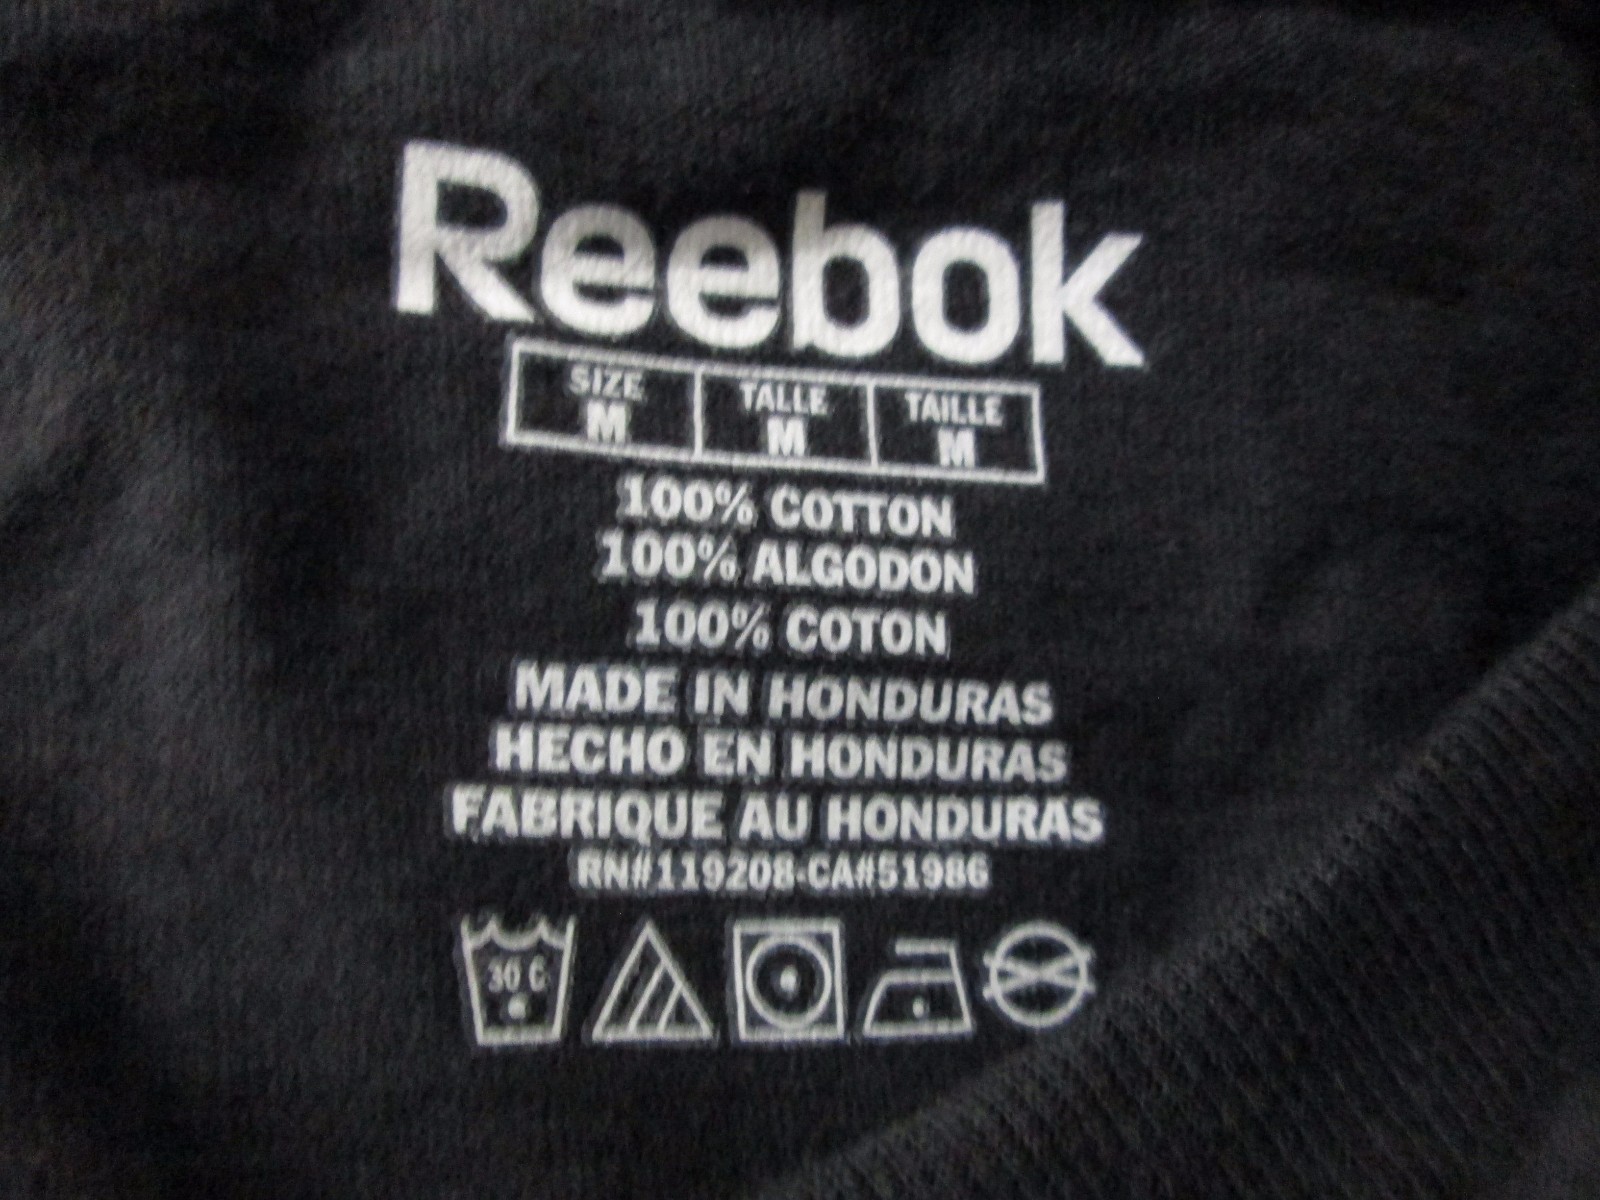 Reebok
SIZE TALLE TAILLE
M M M
100% COTTON
100% ALGODON
100% COTON
MADE IN HONDURAS
HECHO EN HONDURAS
FABRIQUE AU HONDURAS
RN#119208-CA#51986
30 C